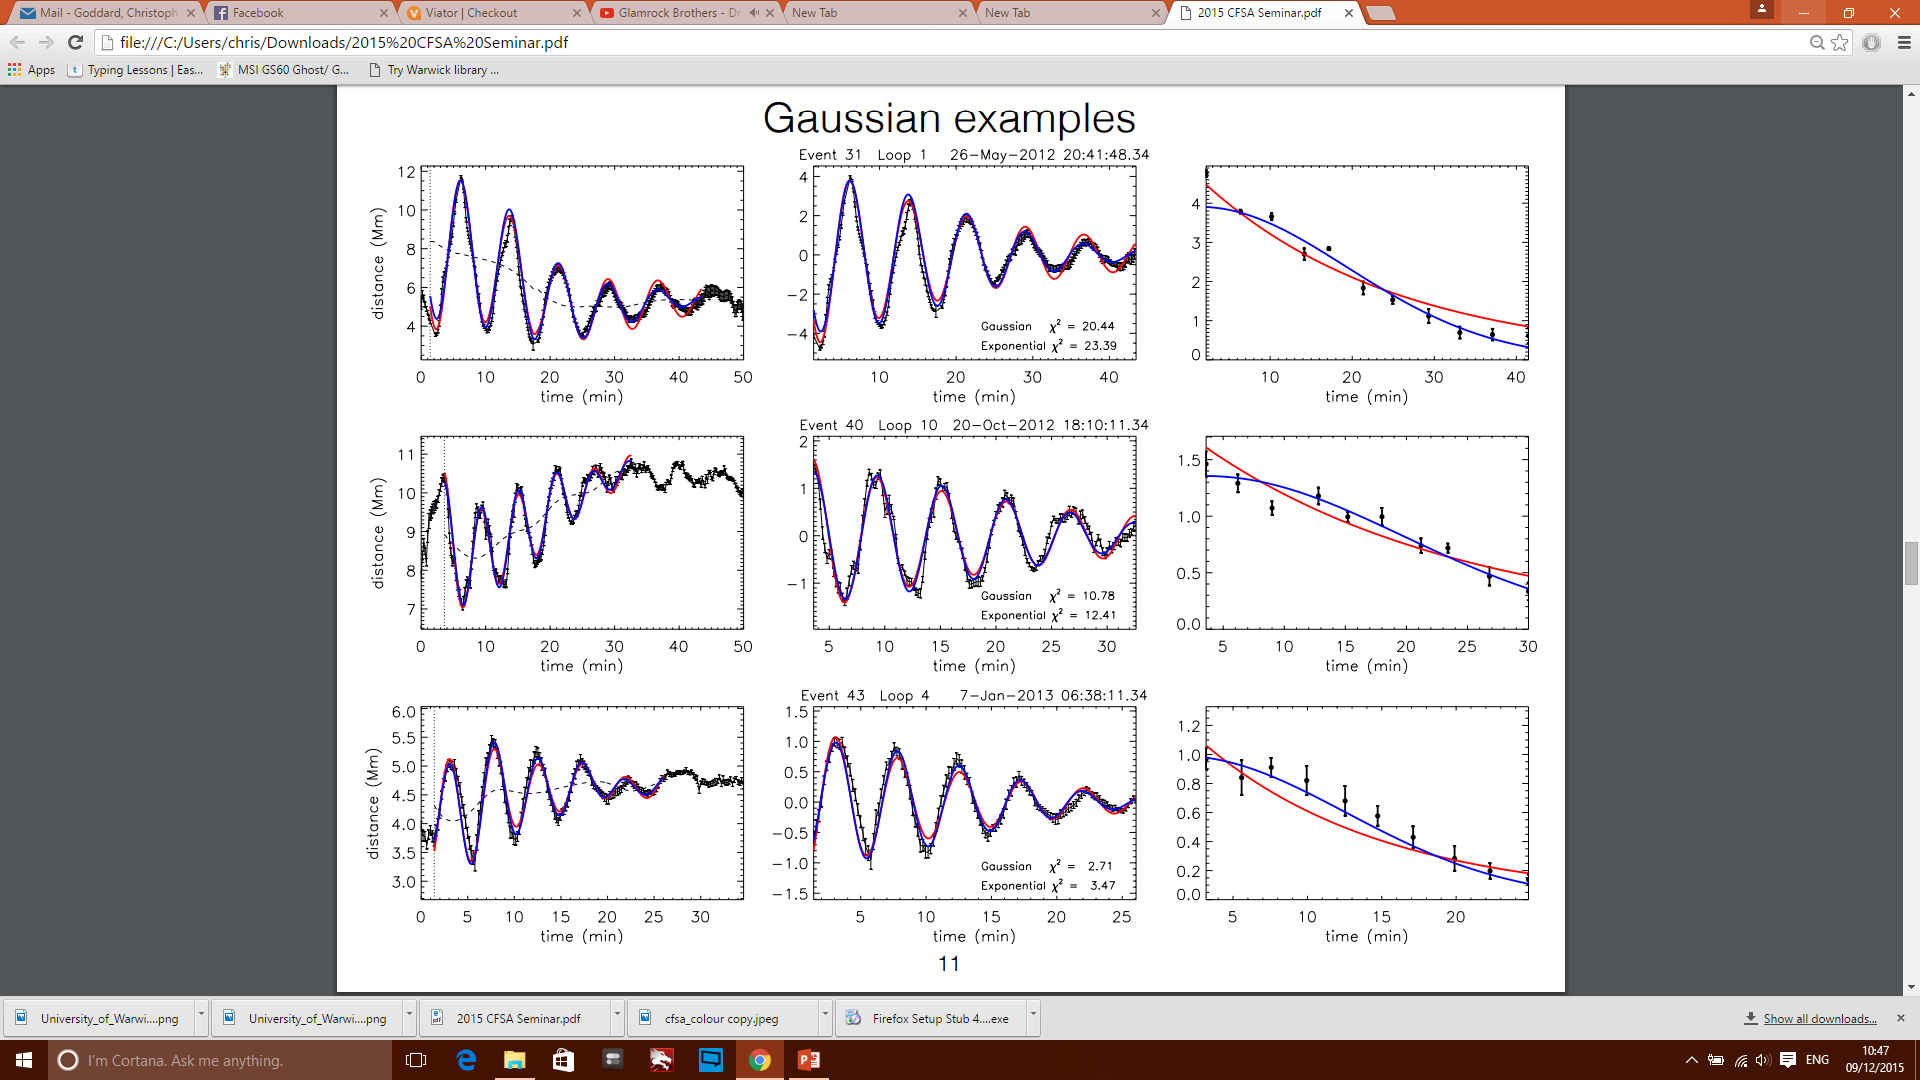 Mail - Goddard, Christoph
Facebook
Viator | Checkout
Glamrock Brothers - Dr
New Tab
New Tab
2015 CFSA Seminar.pdf
file:///C:/Users/chris/Downloads/2015%20CFSA%20Seminar.pdf
Apps
Typing Lessons | Eas...
MSI GS60 Ghost/ G...
Try Warwick library ...
Gaussian examples
distance (Mm)
12
10
8
6
4
0 10 20 30 40 50
time (min)
Event 31 Loop 1 26-May-2012 20:41:48.34
4
2
0
-2
-4
Gaussian χ² = 20.44
Exponential χ² = 23.39
10 20 30 40
time (min)
4
3
2
1
0
10 20 30 40
time (min)
distance (Mm)
11
10
9
8
7
0 10 20 30 40 50
time (min)
Event 40 Loop 10 20-Oct-2012 18:10:11.34
2
1
0
-1
Gaussian χ² = 10.78
Exponential χ² = 12.41
5 10 15 20 25 30
time (min)
1.5
1.0
0.5
0.0
5 10 15 20 25 30
time (min)
distance (Mm)
6.0
5.5
5.0
4.5
4.0
3.5
3.0
0 5 10 15 20 25 30
time (min)
Event 43 Loop 4 7-Jan-2013 06:38:11.34
1.5
1.0
0.5
0.0
-0.5
-1.0
-1.5
Gaussian χ² = 2.71
Exponential χ² = 3.47
5 10 15 20 25
time (min)
1.2
1.0
0.8
0.6
0.4
0.2
0.0
5 10 15 20
time (min)
11
University_of_Warwi....png
University_of_Warwi....png
2015 CFSA Seminar.pdf
cfsa_colour copy.jpeg
Firefox Setup Stub 4....exe
Show all downloads...
I'm Cortana. Ask me anything.
ENG
10:47
09/12/2015